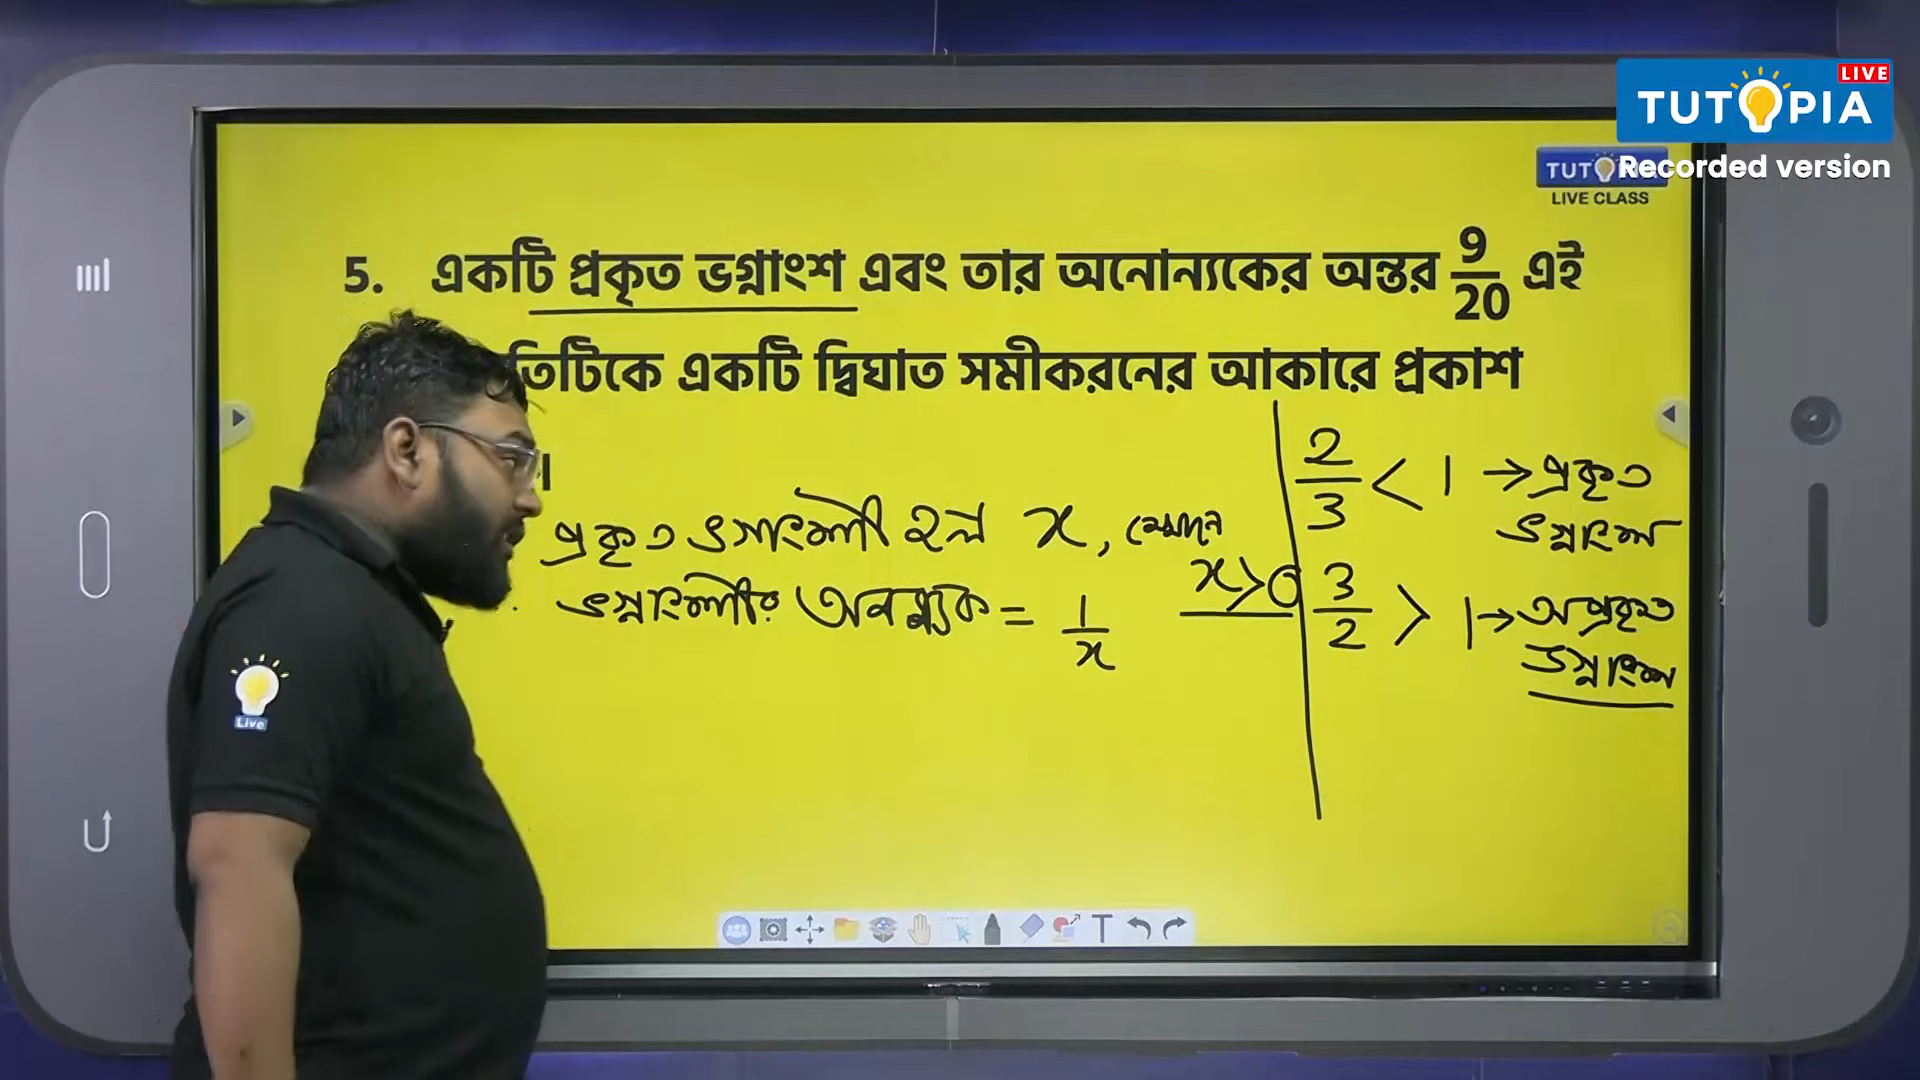 LIVE
TUTOPIA
Recorded version
LIVE CLASS
5. একটি প্রকৃত ভগ্নাংশ এবং তার অনোন্যকের অন্তর 9/20 এই
তিটিকে একটি দ্বিঘাত সমীকরনের আকারে প্রকাশ
।
প্রকৃত ভগ্নাংশটি হল x, যেখানে
x>0
ভগ্নাংশটির অনন্যক = 1/x
2/3 < 1 → প্রকৃত
ভগ্নাংশ
3/2 > 1 → অপ্রকৃত
ভগ্নাংশ
Live